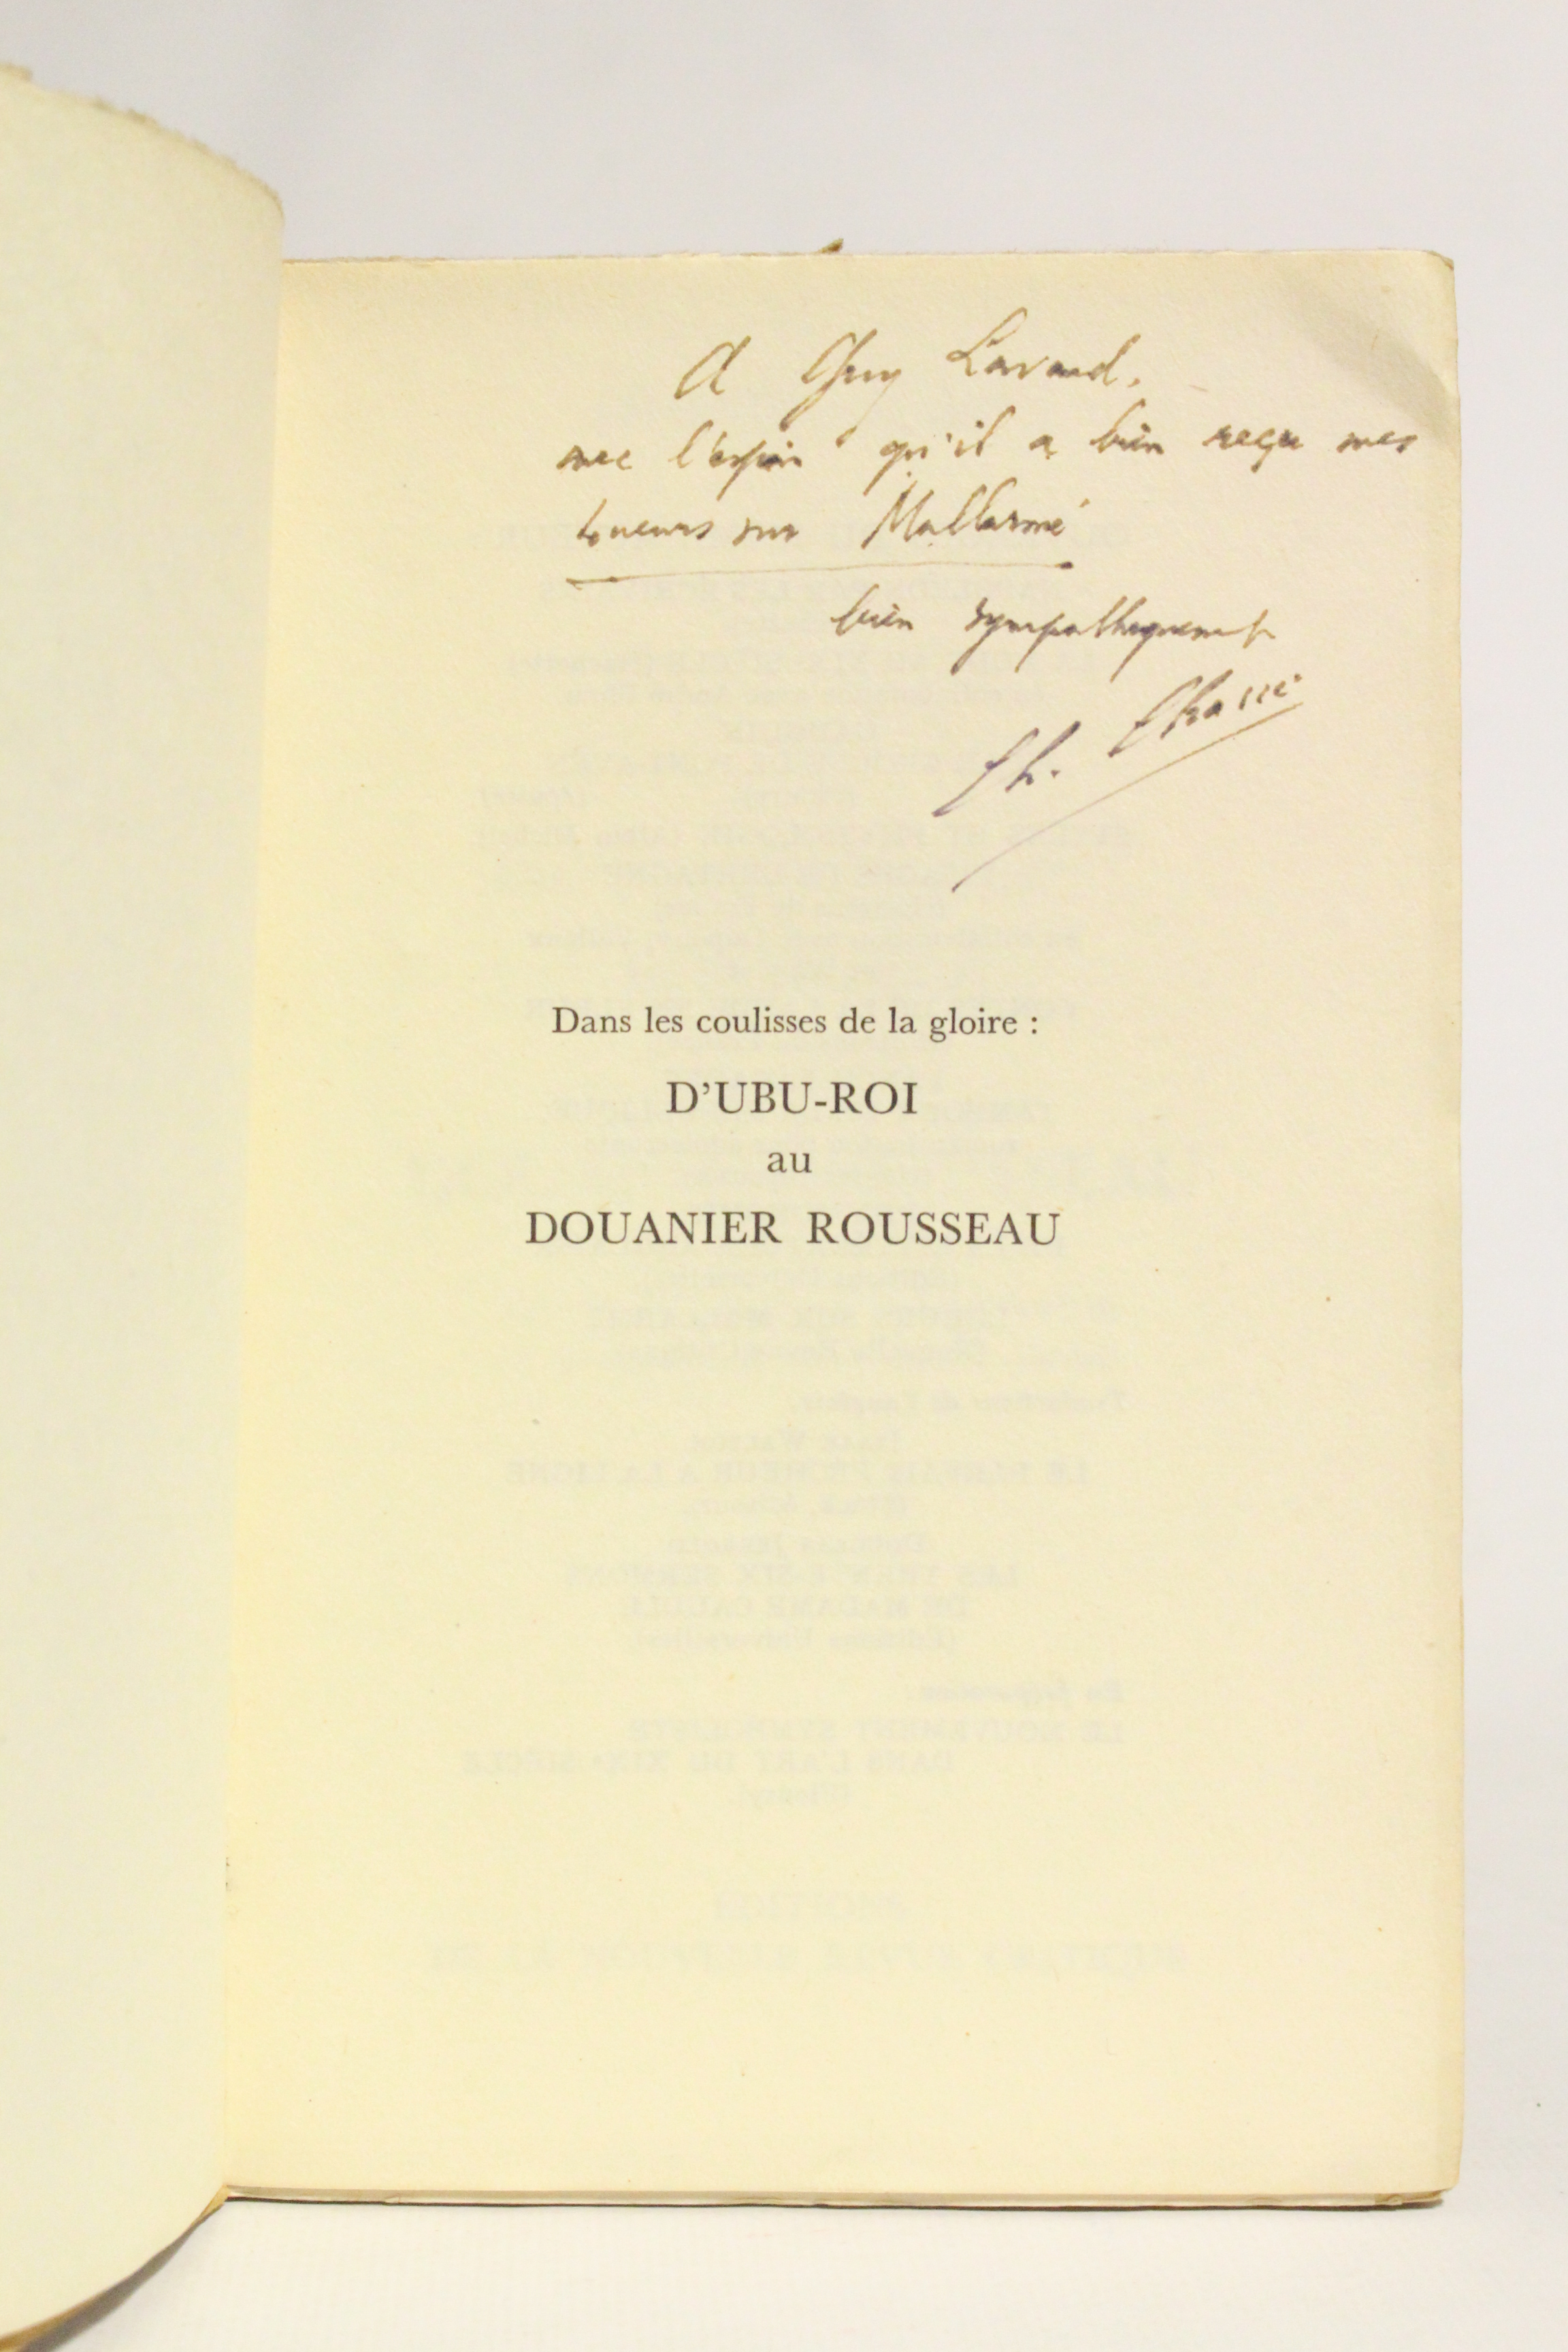 A Guy Lavaud,
avec l'espoir qu'il a bien reçu mes
Lueurs sur Mallarmé
bien sympathiquement
Ch. Chassé
Dans les coulisses de la gloire :
D'UBU-ROI
au
DOUANIER ROUSSEAU